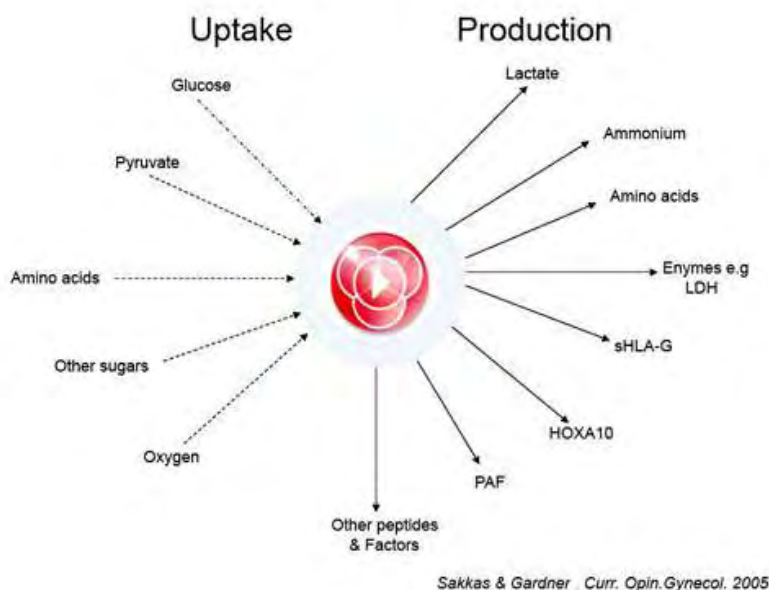 Uptake
Production
Glucose
Pyruvate
Amino acids
Other sugars
Oxygen
Lactate
Ammonium
Amino acids
Enymes e.g
LDH
sHLA-G
HOXA10
PAF
Other peptides
& Factors
Sakkas & Gardner . Curr. Opin.Gynecol. 2005